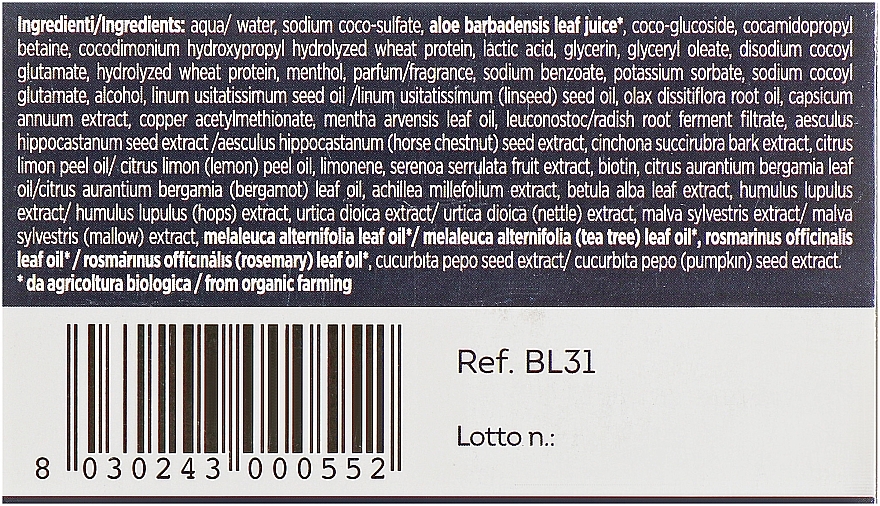 Ingredienti/Ingredients: aqua/ water, sodium coco-sulfate, aloe barbadensis leaf juice*, coco-glucoside, cocamidopropyl
betaine, cocodimonium hydroxypropyl hydrolyzed wheat protein, lactic acid, glycerin, glyceryl oleate, disodium cocoyl
glutamate, hydrolyzed wheat protein, menthol, parfum/fragrance, sodium benzoate, potassium sorbate, sodium cocoyl
glutamate, alcohol, linum usitatissimum seed oil /linum usitatissimum (linseed) seed oil, olax dissitiflora root oil, capsicum
annuum extract, copper acetylmethionate, mentha arvensis leaf oil, leuconostoc/radish root ferment filtrate, aesculus
hippocastanum seed extract /aesculus hippocastanum (horse chestnut) seed extract, cinchona succirubra bark extract, citrus
limon peel oil/ citrus limon (lemon) peel oil, limonene, serenoa serrulata fruit extract, biotin, citrus aurantium bergamia leaf
oil/citrus aurantium bergamia (bergamot) leaf oil, achillea millefolium extract, betula alba leaf extract, humulus lupulus
extract/ humulus lupulus (hops) extract, urtica dioica extract/ urtica dioica (nettle) extract, malva sylvestris extract/ malva
sylvestris (mallow) extract, melaleuca alternifolia leaf oil*/ melaleuca alternifolia (tea tree) leaf oil*, rosmarinus officinalis
leaf oil* / rosmarinus officinalis (rosemary) leaf oil*, cucurbita pepo seed extract/ cucurbita pepo (pumpkin) seed extract.
* da agricoltura biologica / from organic farming
Ref. BL31
Lotto n.:
8 030243 000552